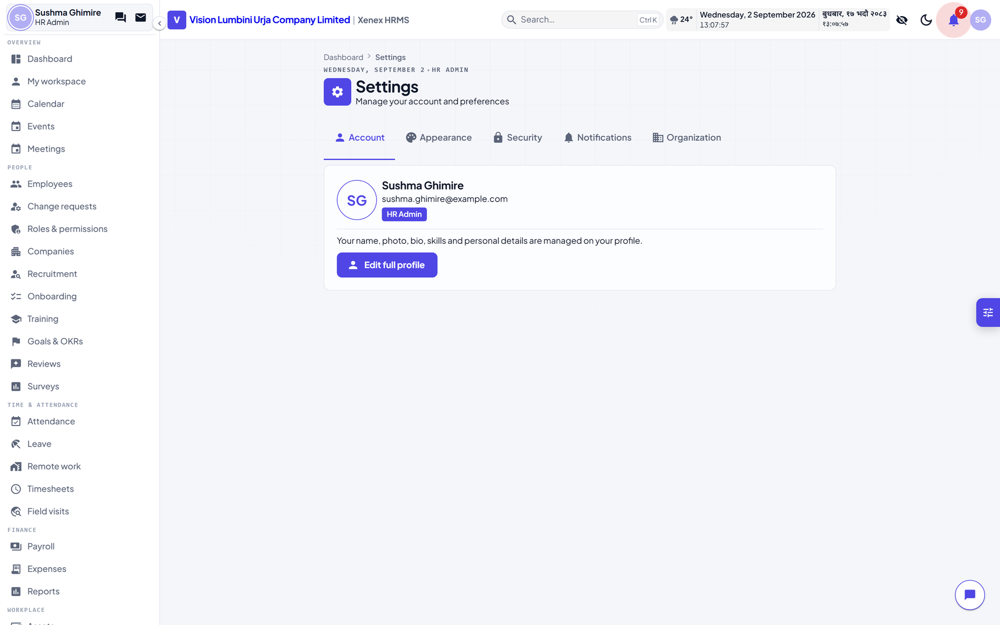 SG
Sushma Ghimire
HR Admin
OVERVIEW
Dashboard
My workspace
Calendar
Events
Meetings
PEOPLE
Employees
Change requests
Roles & permissions
Companies
Recruitment
Onboarding
Training
Goals & OKRs
Reviews
Surveys
TIME & ATTENDANCE
Attendance
Leave
Remote work
Timesheets
Field visits
FINANCE
Payroll
Expenses
Reports
WORKPLACE
V Vision Lumbini Urja Company Limited | Xenex HRMS
Search...
Ctrl K
24°
Wednesday, 2 September 2026
13:07:57
बुधबार, १७ भदौ २०८३
१३:०७:५७
9
SG
Dashboard > Settings
WEDNESDAY, SEPTEMBER 2 • HR ADMIN
Settings
Manage your account and preferences
Account
Appearance
Security
Notifications
Organization
SG
Sushma Ghimire
sushma.ghimire@example.com
HR Admin
Your name, photo, bio, skills and personal details are managed on your profile.
Edit full profile